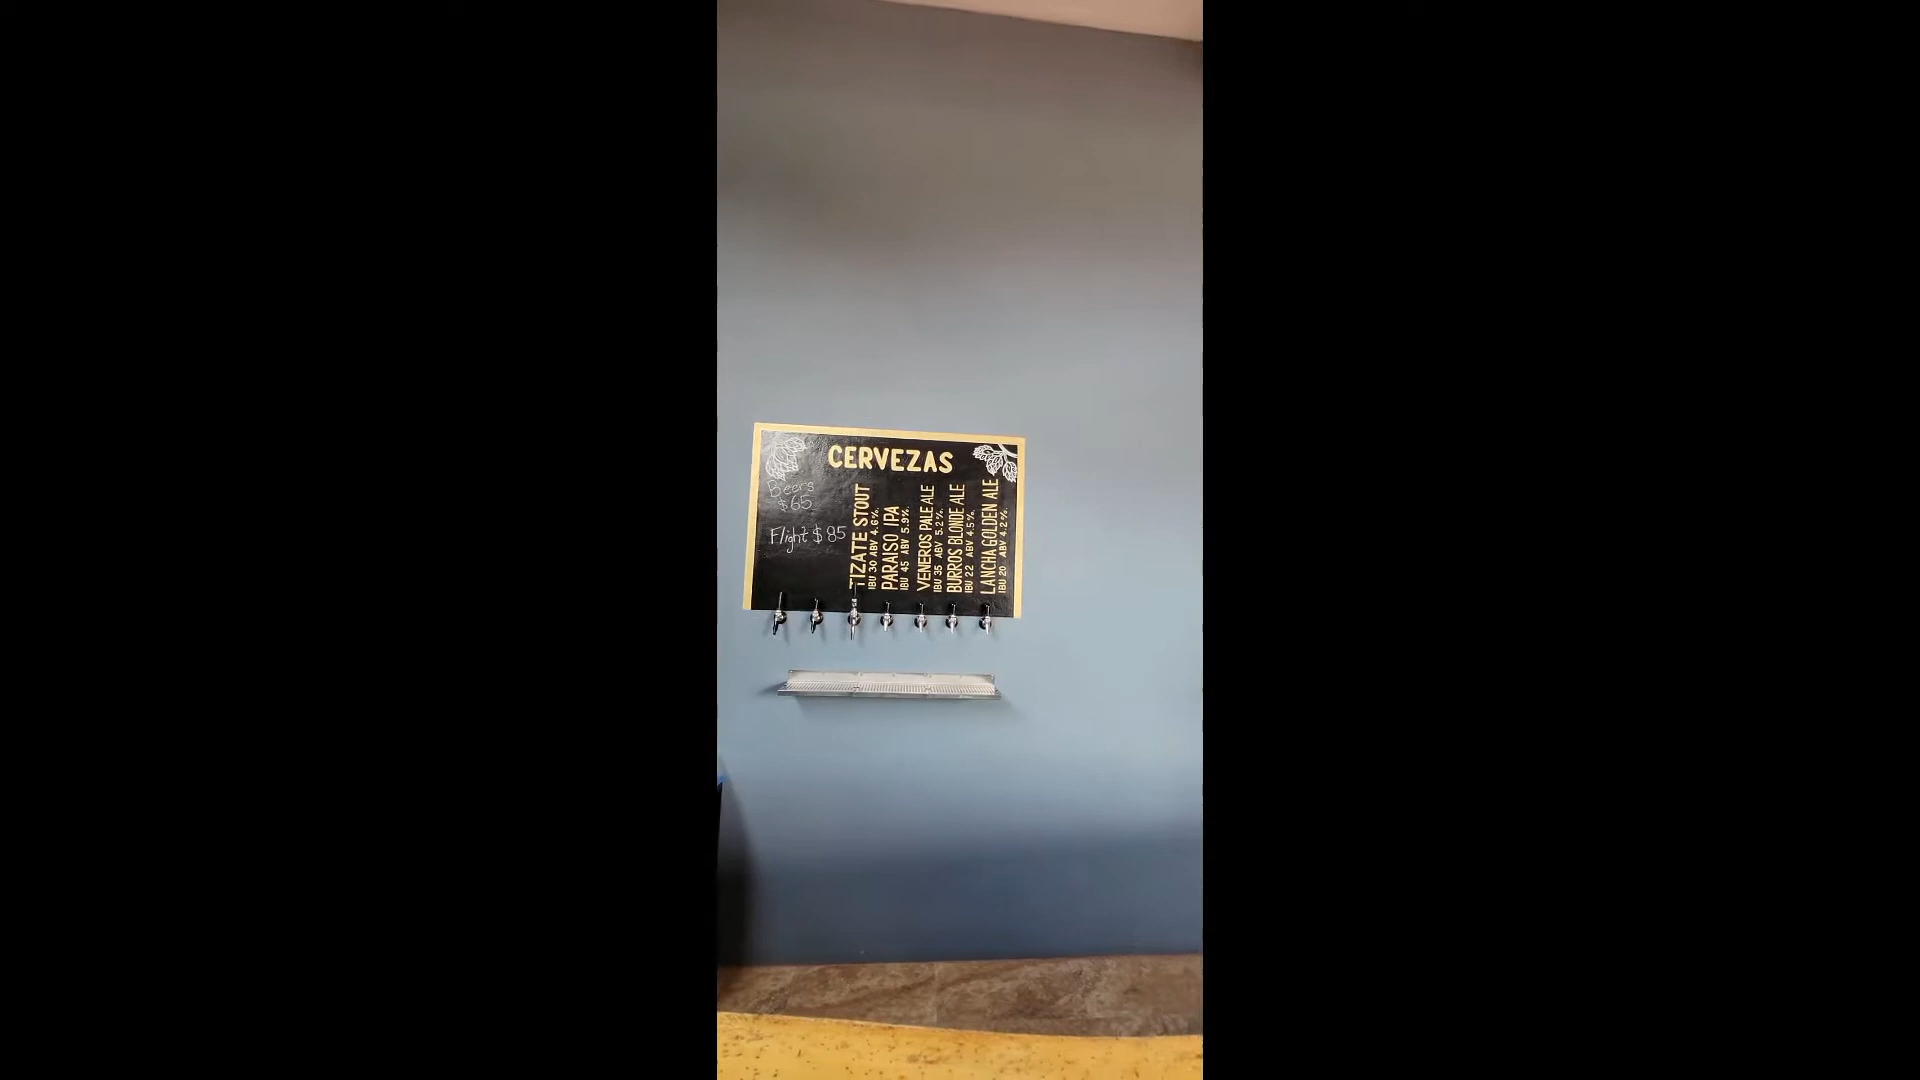 CERVEZAS
Beers
$65
Flight $85
TIZATE STOUT
IBU 30 ABV 4.6%.
PARAISO IPA
IBU 45 ABV 5.9%.
VENEROS PALE ALE
IBU 35 ABV 5.2%.
BURROS BLONDE ALE
IBU 22 ABV 4.5%.
LANCHA GOLDEN ALE
IBU 20 ABV 4.2%.